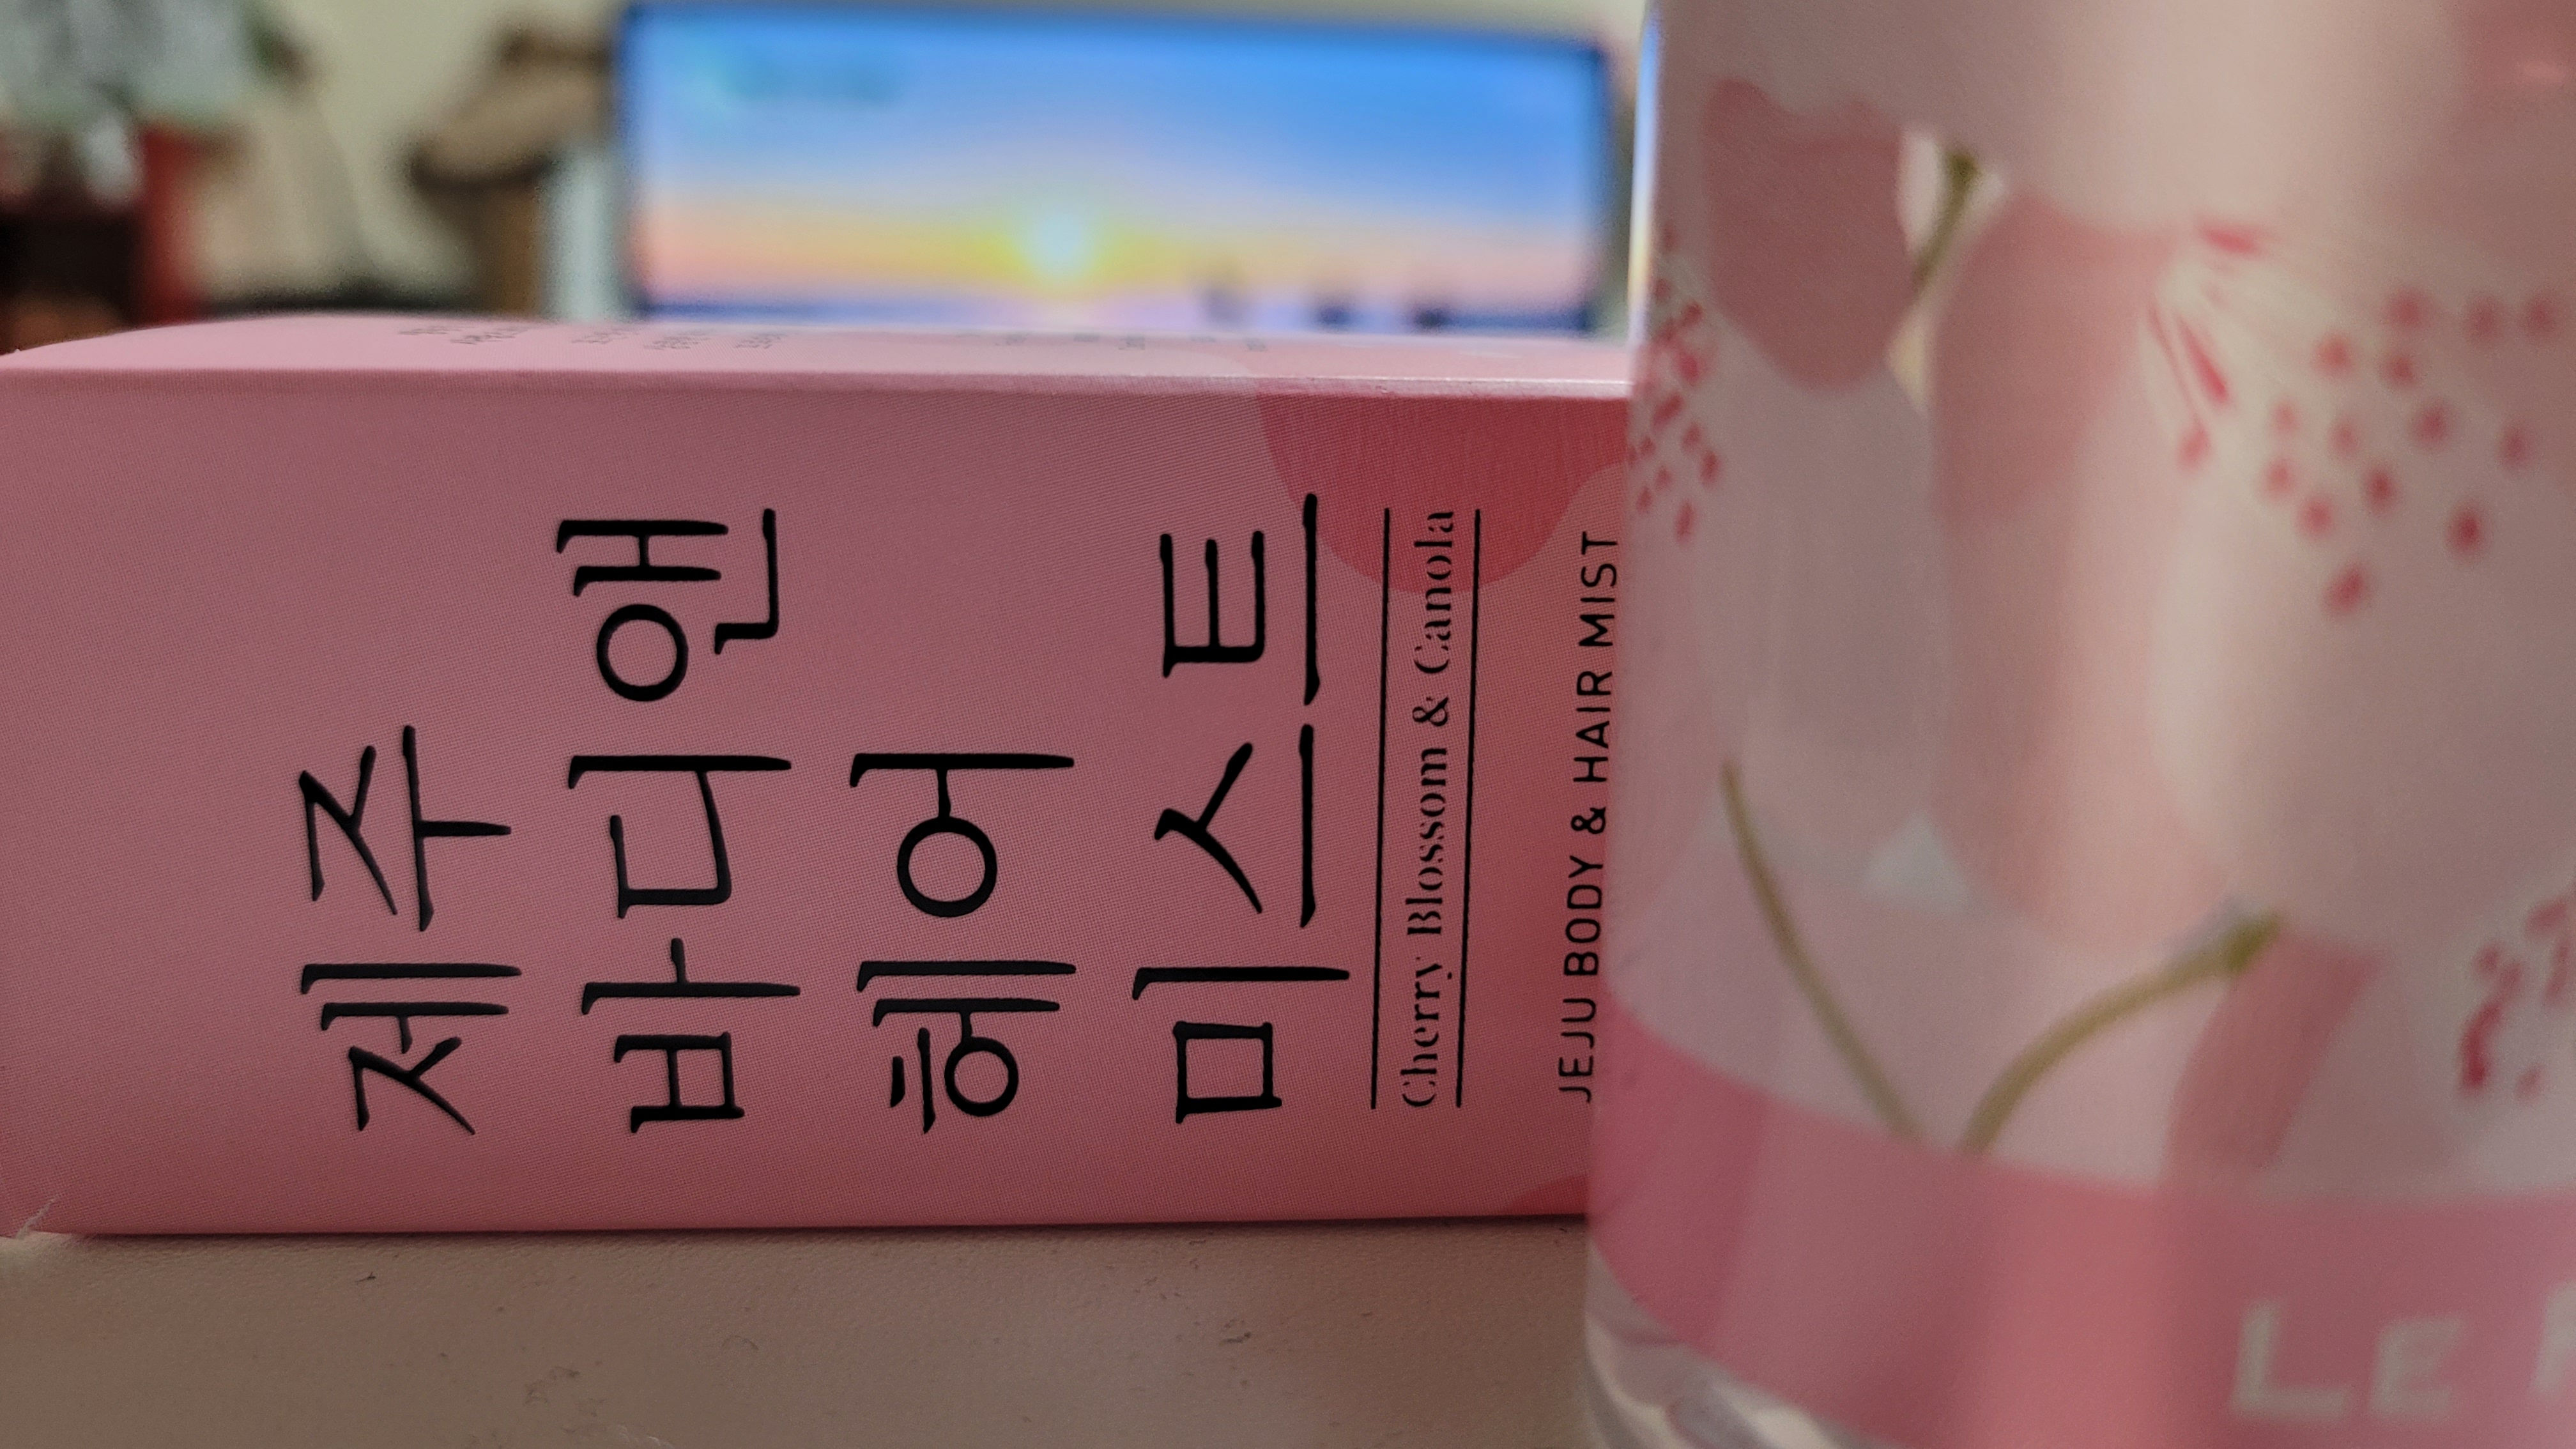 제주
바디앤
헤어
미스트
Cherry Blossom & Canola
JEJU BODY & HAIR MIST
LE